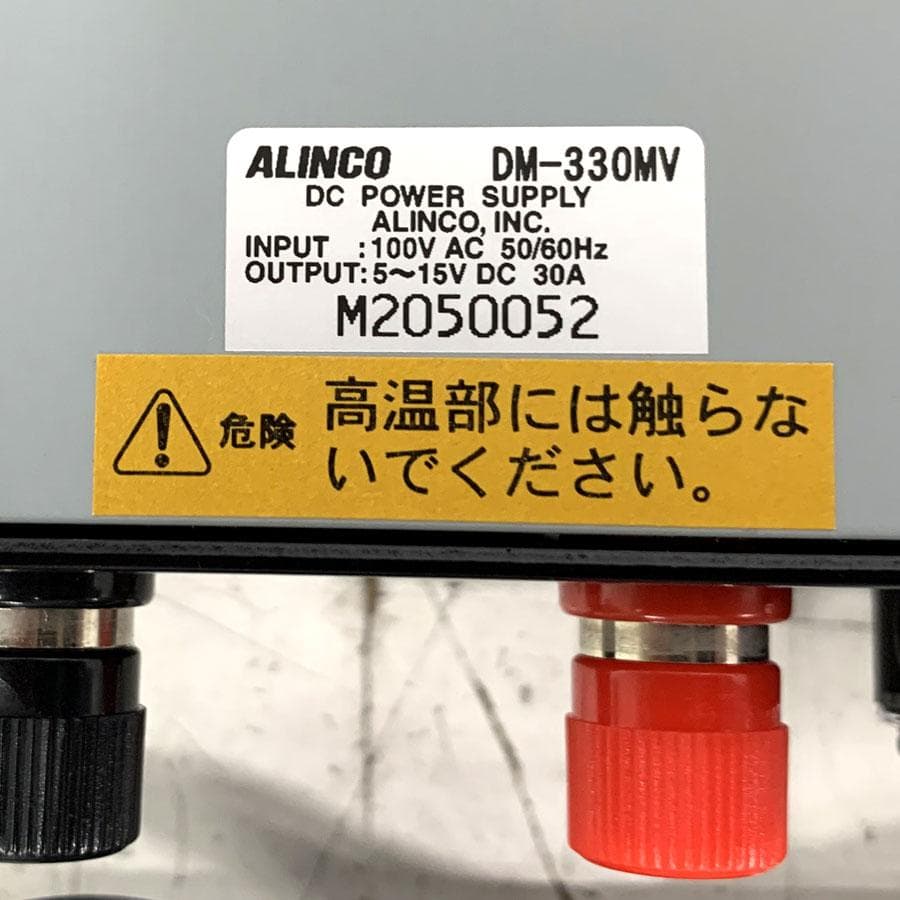 ALINCO DM-330MV
DC POWER SUPPLY
ALINCO, INC.
INPUT :100V AC 50/60Hz
OUTPUT:5〜15V DC 30A
M2050052
危険 高温部には触らな
いでください。